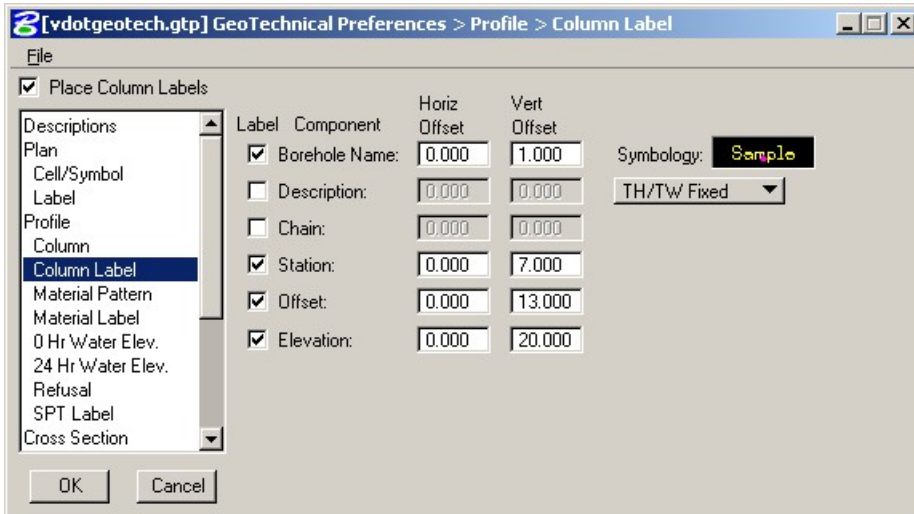 [vdotgeotech.gtp] GeoTechnical Preferences > Profile > Column Label
File
Place Column Labels
Descriptions
Plan
Cell/Symbol
Label
Profile
Column
Column Label
Material Pattern
Material Label
0 Hr Water Elev.
24 Hr Water Elev.
Refusal
SPT Label
Cross Section
Horiz Vert
Label Component Offset Offset
Borehole Name: 0.000 1.000
Description: 0.000 0.000
Chain: 0.000 0.000
Station: 0.000 7.000
Offset: 0.000 13.000
Elevation: 0.000 20.000
Symbology: Sample
TH/TW Fixed
OK Cancel